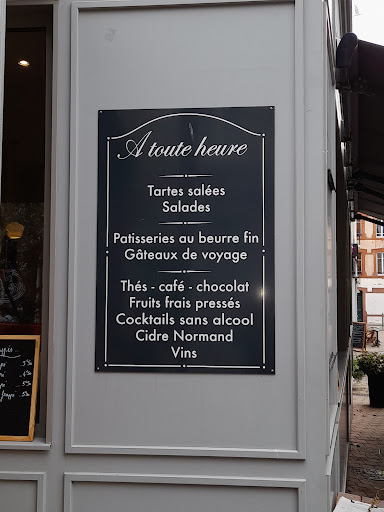 A toute heure
Tartes salées
Salades
Patisseries au beurre fin
Gâteaux de voyage
Thés - café - chocolat
Fruits frais pressés
Cocktails sans alcool
Cidre Normand
Vins